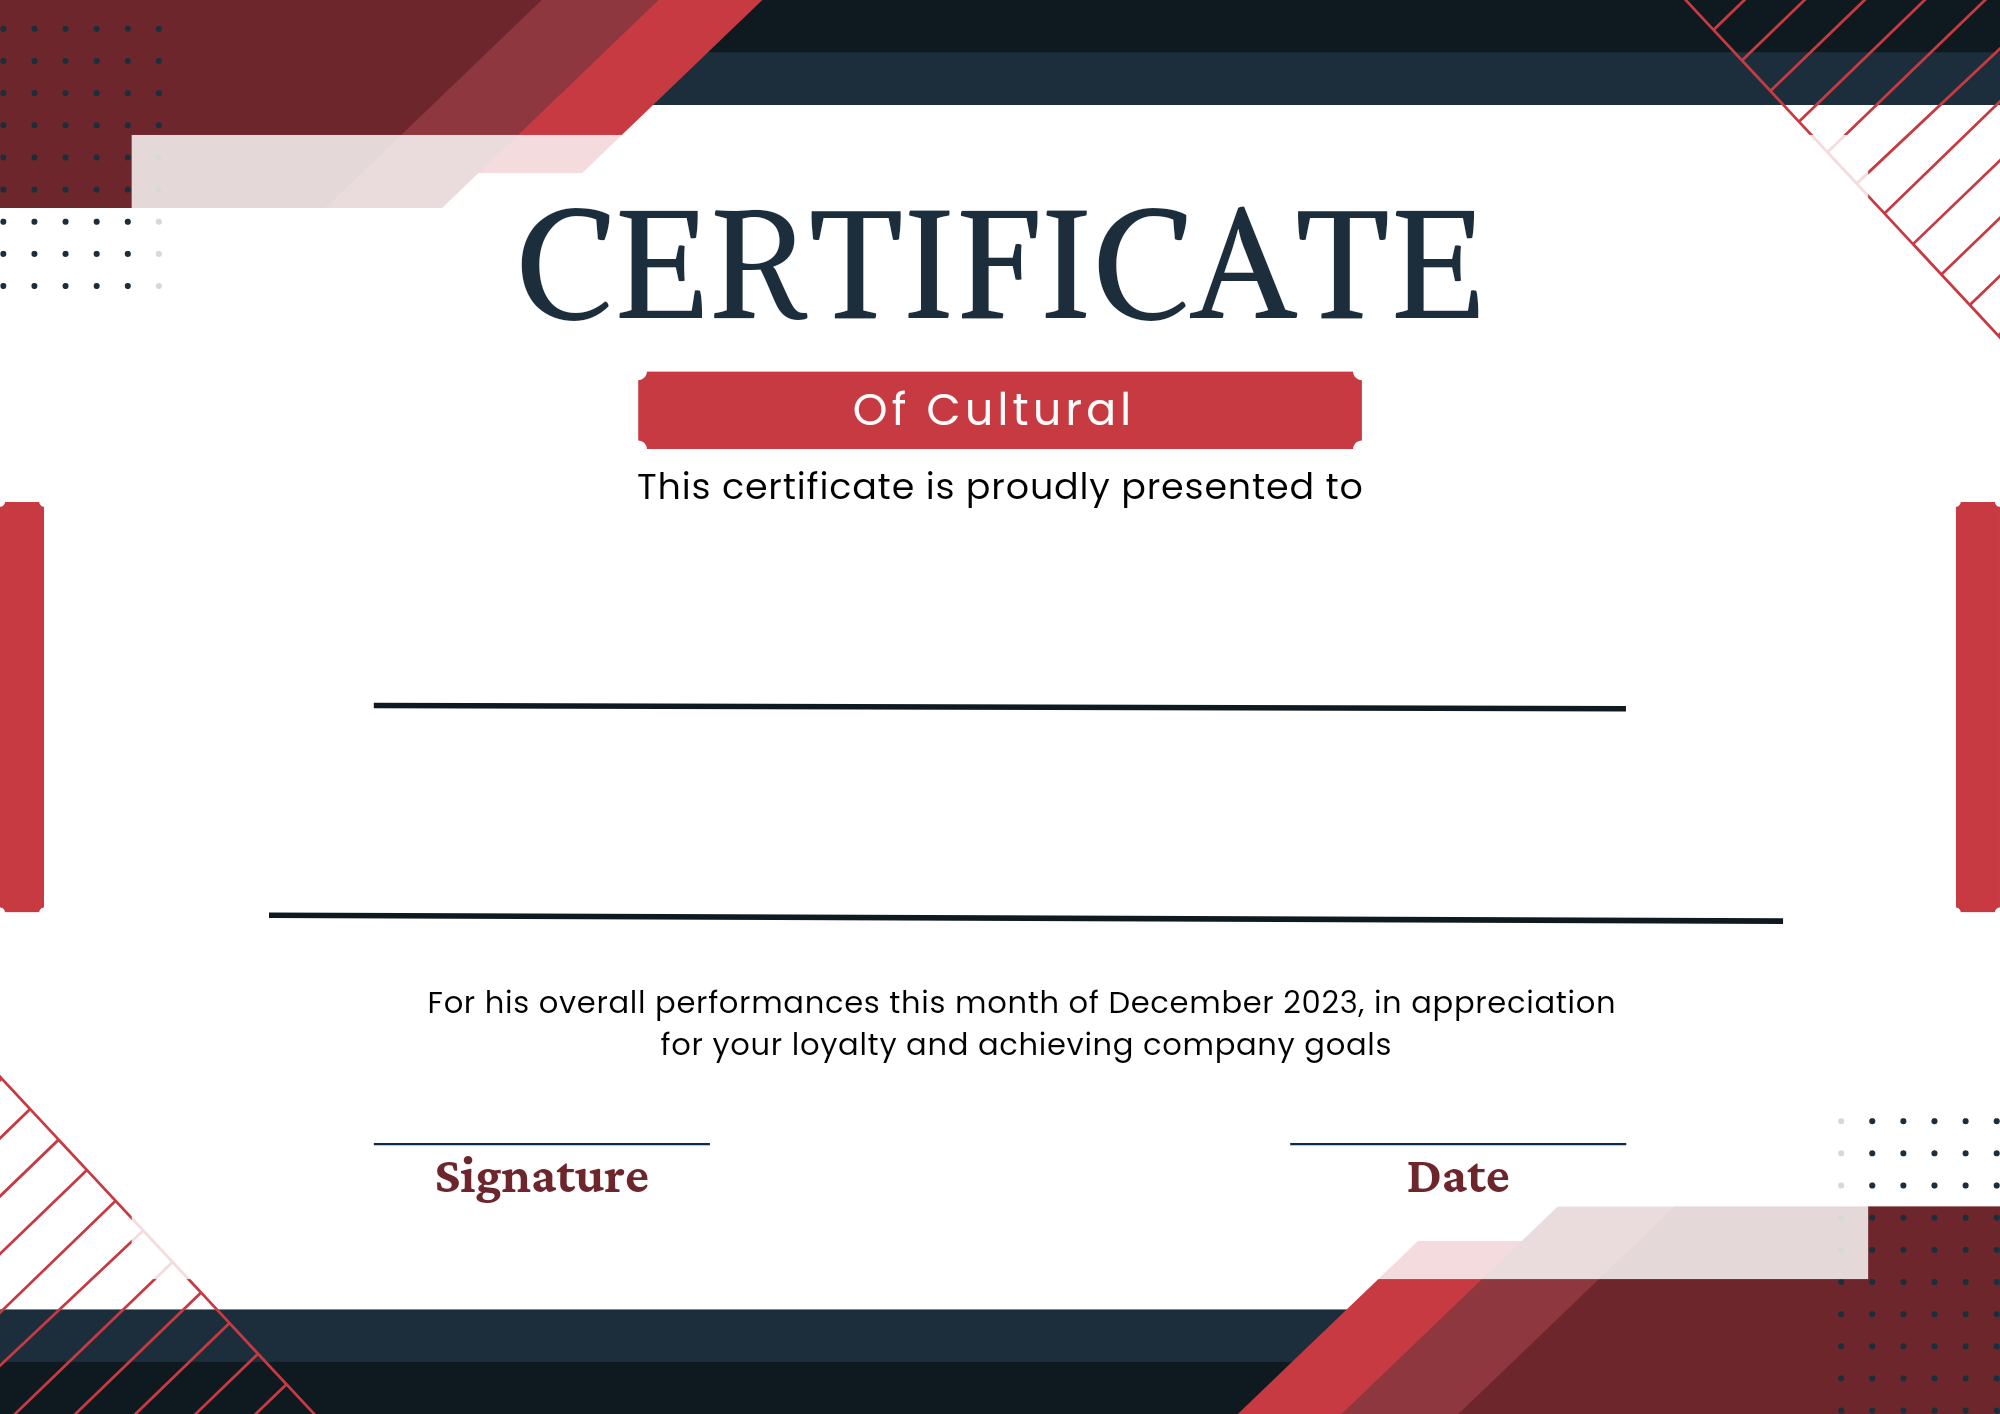 CERTIFICATE
Of Cultural
This certificate is proudly presented to
For his overall performances this month of December 2023, in appreciation
for your loyalty and achieving company goals
Signature
Date